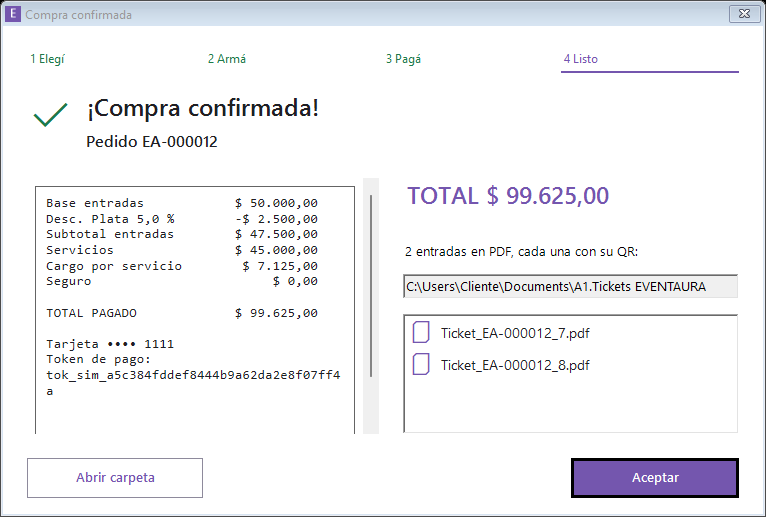 E Compra confirmada
1 Elegí 2 Armá 3 Pagá 4 Listo
¡Compra confirmada!
Pedido EA-000012
Base entradas $ 50.000,00
Desc. Plata 5,0 % -$ 2.500,00
Subtotal entradas $ 47.500,00
Servicios $ 45.000,00
Cargo por servicio $ 7.125,00
Seguro $ 0,00
TOTAL PAGADO $ 99.625,00
Tarjeta •••• 1111
Token de pago:
tok_sim_a5c384fddef8444b9a62da2e8f07ff4
a
TOTAL $ 99.625,00
2 entradas en PDF, cada una con su QR:
C:\Users\Cliente\Documents\A1.Tickets EVENTAURA
Ticket_EA-000012_7.pdf
Ticket_EA-000012_8.pdf
Abrir carpeta
Aceptar